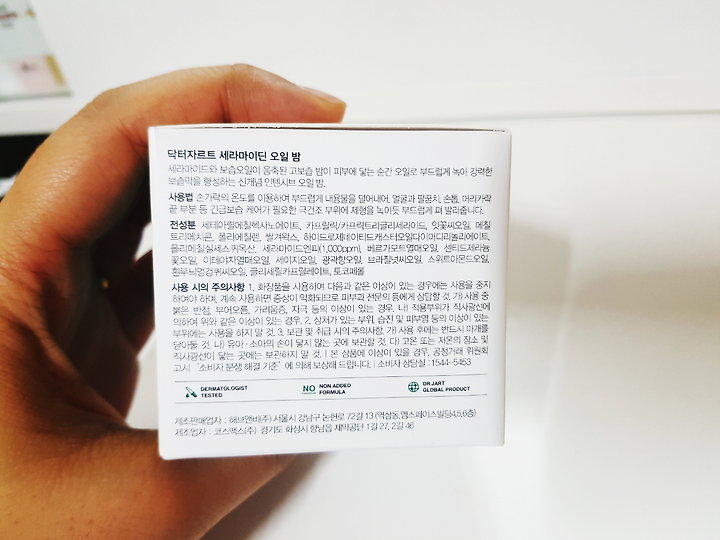 닥터자르트 세라마이딘 오일 밤
세라마이드와 보습오일이 응축된 고보습 밤이 피부에 닿는 순간 오일로 부드럽게 녹아 강력한
보습막을 형성하는 신개념 인텐시브 오일 밤.
사용법 손가락의 온도를 이용하여 부드럽게 내용물을 덜어내어, 얼굴과 팔꿈치, 손톱, 머리카락
끝 부분 등 긴급보습 케어가 필요한 극건조 부위에 제형을 녹이듯 부드럽게 펴 발라줍니다.
전성분 세테아릴에칠헥사노에이트, 카프릴릭/카프릭트리글리세라이드, 잇꽃씨오일, 메칠
트리메치콘, 폴리에칠렌, 쌀겨왁스, 하이드로제네이티드캐스터오일다이머디리놀리에이트,
폴리메칠실세스퀴옥산, 세라마이드엔피(1,000ppm), 베르가모트열매오일, 센티드제라늄
꽃오일, 이테야자열매오일, 세이지오일, 광곽향오일, 브라질넛씨오일, 스위트아몬드오일,
흰무늬엉겅퀴씨오일, 글리세릴카프릴레이트, 토코페롤
사용 시의 주의사항 1. 화장품을 사용하여 다음과 같은 이상이 있는 경우에는 사용을 중지
하여야 하며, 계속 사용하면 증상이 악화되므로 피부과 전문의 등에게 상담할 것. 가) 사용 중
붉은 반점, 부어오름, 가려움증, 자극 등의 이상이 있는 경우, 나) 적용부위가 직사광선에
의하여 위와 같은 이상이 있는 경우, 2. 상처가 있는 부위, 습진 및 피부염 등의 이상이 있는
부위에는 사용을 하지 말 것. 3. 보관 및 취급 시의 주의사항. 가) 사용 후에는 반드시 마개를
닫아둘 것. 나) 유아·소아의 손이 닿지 않는 곳에 보관할 것. 다) 고온 또는 저온의 장소 및
직사광선이 닿는 곳에는 보관하지 말 것. | 본 상품에 이상이 있을 경우, 공정거래 위원회
고시 '소비자 분쟁 해결 기준' 에 의해 보상해 드립니다. | 소비자 상담실 :1544-5453
DERMATOLOGIST
TESTED
NO
NON ADDED
FORMULA
DR.JART
GLOBAL PRODUCT
제조판매업자 : 해브앤비(주) 서울시 강남구 논현로 72길 13 (역삼동,엠스페이스빌딩4,5,6층)
제조업자 : 코스맥스(주) 경기도 화성시 향남읍 제약공단 1길 27, 2길 46